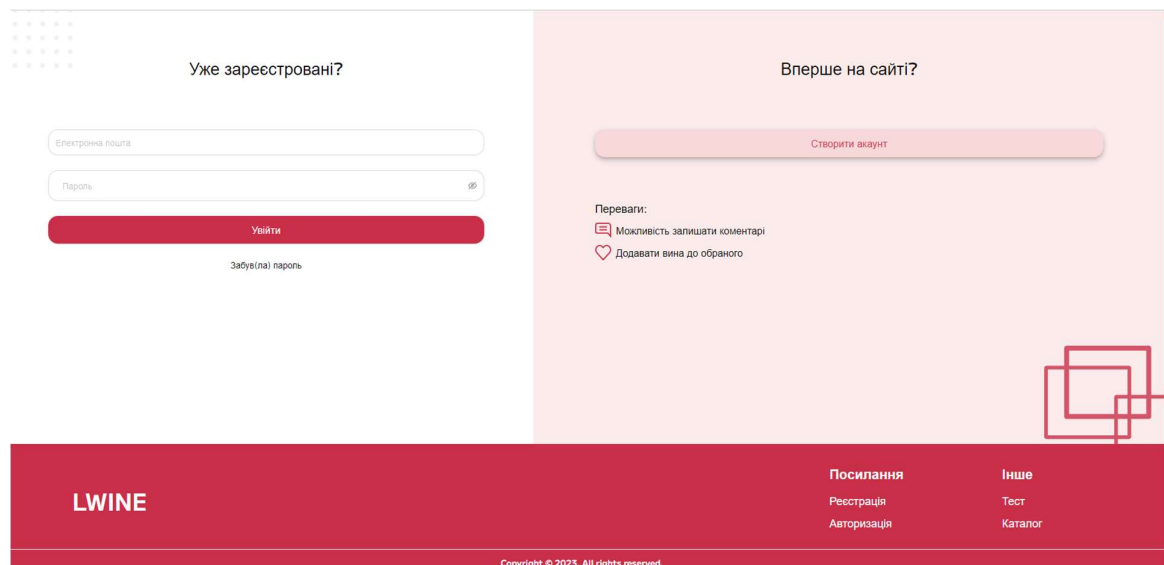 Уже зареєстровані?
Електронна пошта
Пароль
Увійти
Забув(ла) пароль
Вперше на сайті?
Створити акаунт
Переваги:
Можливість залишати коментарі
Додавати вина до обраного
LWINE
Посилання
Реєстрація
Авторизація
Інше
Тест
Каталог
Copyright © 2023. All rights reserved.